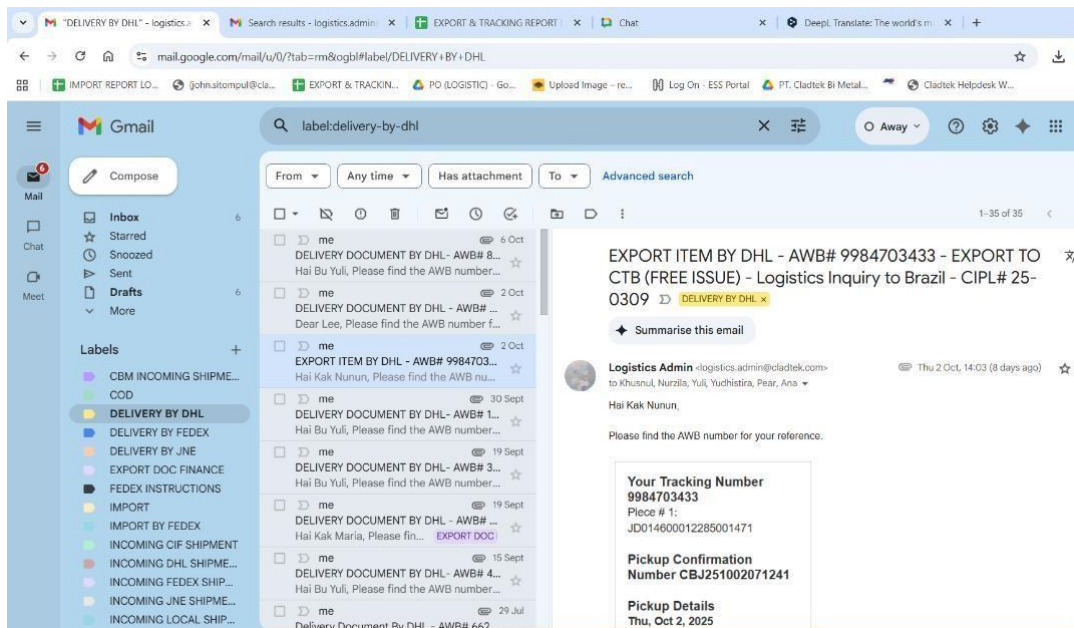 "DELIVERY BY DHL" - logistics.a
Search results - logistics.admin
EXPORT & TRACKING REPORT
Chat
DeepL Translate: The world's m
mail.google.com/mail/u/0/?tab=rm&ogbl#label/DELIVERY+BY+DHL
IMPORT REPORT LO...
(john.sitompul@cla...
EXPORT & TRACKIN...
PO (LOGISTIC) - Go...
Upload Image – re...
Log On - ESS Portal
PT. Cladtek Bi Metal...
Cladtek Helpdesk W...
Gmail
label:delivery-by-dhl
Away
6
Mail
Chat
Meet
Compose
Inbox 6
Starred
Snoozed
Sent
Drafts 6
More
Labels
CBM INCOMING SHIPME...
COD
DELIVERY BY DHL
DELIVERY BY FEDEX
DELIVERY BY JNE
EXPORT DOC FINANCE
FEDEX INSTRUCTIONS
IMPORT
IMPORT BY FEDEX
INCOMING CIF SHIPMENT
INCOMING DHL SHIPME...
INCOMING FEDEX SHIP...
INCOMING JNE SHIPME...
INCOMING LOCAL SHIP...
From
Any time
Has attachment
To
Advanced search
1–35 of 35
me 6 Oct
DELIVERY DOCUMENT BY DHL- AWB# 8...
Hai Bu Yuli, Please find the AWB number...
me 2 Oct
DELIVERY DOCUMENT BY DHL - AWB# ...
Dear Lee, Please find the AWB number f...
me 2 Oct
EXPORT ITEM BY DHL - AWB# 9984703...
Hai Kak Nunun, Please find the AWB nu...
me 30 Sept
DELIVERY DOCUMENT BY DHL- AWB# 1...
Hai Bu Yuli, Please find the AWB number...
me 19 Sept
DELIVERY DOCUMENT BY DHL- AWB# 3...
Hai Bu Yuli, Please find the AWB number...
me 19 Sept
DELIVERY DOCUMENT BY DHL - AWB# ...
Hai Kak Maria, Please fin... EXPORT DOC
me 15 Sept
DELIVERY DOCUMENT BY DHL- AWB# 4...
Hai Bu Yuli, Please find the AWB number...
me 29 Jul
Delivery Document By DHL - AWB# 662
EXPORT ITEM BY DHL - AWB# 9984703433 - EXPORT TO
CTB (FREE ISSUE) - Logistics Inquiry to Brazil - CIPL# 25-
0309 DELIVERY BY DHL ×
Summarise this email
Logistics Admin <logistics.admin@cladtek.com> Thu 2 Oct, 14:03 (8 days ago)
to Khusnul, Nurzila, Yuli, Yudhistira, Pear, Ana
Hai Kak Nunun,
Please find the AWB number for your reference.
Your Tracking Number
9984703433
Piece # 1:
JD014600012285001471
Pickup Confirmation
Number CBJ251002071241
Pickup Details
Thu, Oct 2, 2025